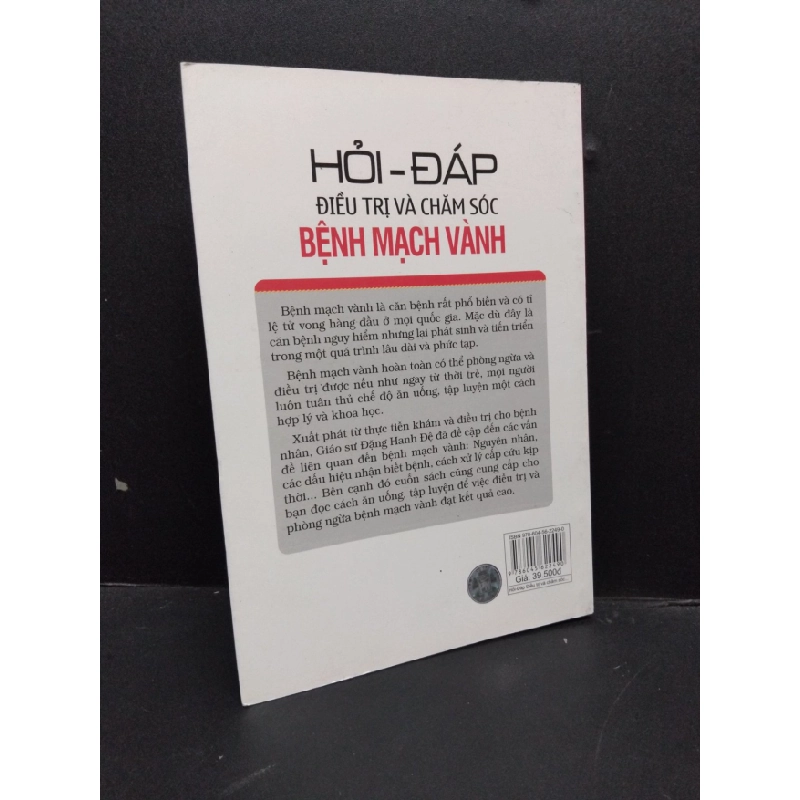 HỎI - ĐÁP
ĐIỀU TRỊ VÀ CHĂM SÓC
BỆNH MẠCH VÀNH
Bệnh mạch vành là căn bệnh rất phổ biến và có tỉ
lệ tử vong hàng đầu ở mọi quốc gia. Mặc dù đây là
căn bệnh nguy hiểm nhưng lại phát sinh và tiến triển
trong một quá trình lâu dài và phức tạp.
Bệnh mạch vành hoàn toàn có thể phòng ngừa và
điều trị được nếu như ngay từ thời trẻ, mọi người
luôn tuân thủ chế độ ăn uống, tập luyện một cách
hợp lý và khoa học.
Xuất phát từ thực tiễn khám và điều trị cho bệnh
nhân, Giáo sư Đặng Hanh Đệ đã đề cập đến các vấn
đề liên quan đến bệnh mạch vành: Nguyên nhân,
các dấu hiệu nhận biết bệnh, cách xử lý cấp cứu kịp
thời... Bên cạnh đó cuốn sách cũng cung cấp cho
bạn đọc cách ăn uống, tập luyện để việc điều trị và
phòng ngừa bệnh mạch vành đạt kết quả cao.
Giá: 39.500đ